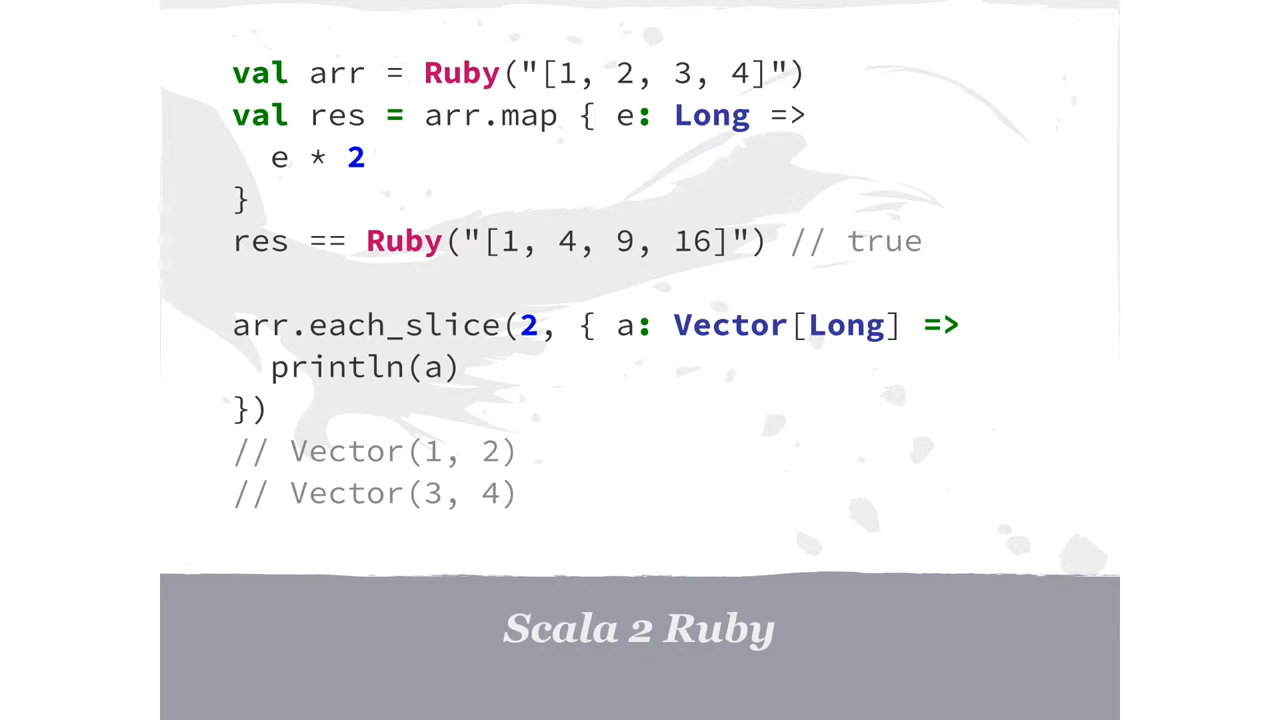 val arr = Ruby("[1, 2, 3, 4]")
val res = arr.map { e: Long =>
  e * 2
}
res == Ruby("[1, 4, 9, 16]") // true

arr.each_slice(2, { a: Vector[Long] =>
  println(a)
})
// Vector(1, 2)
// Vector(3, 4)
Scala 2 Ruby